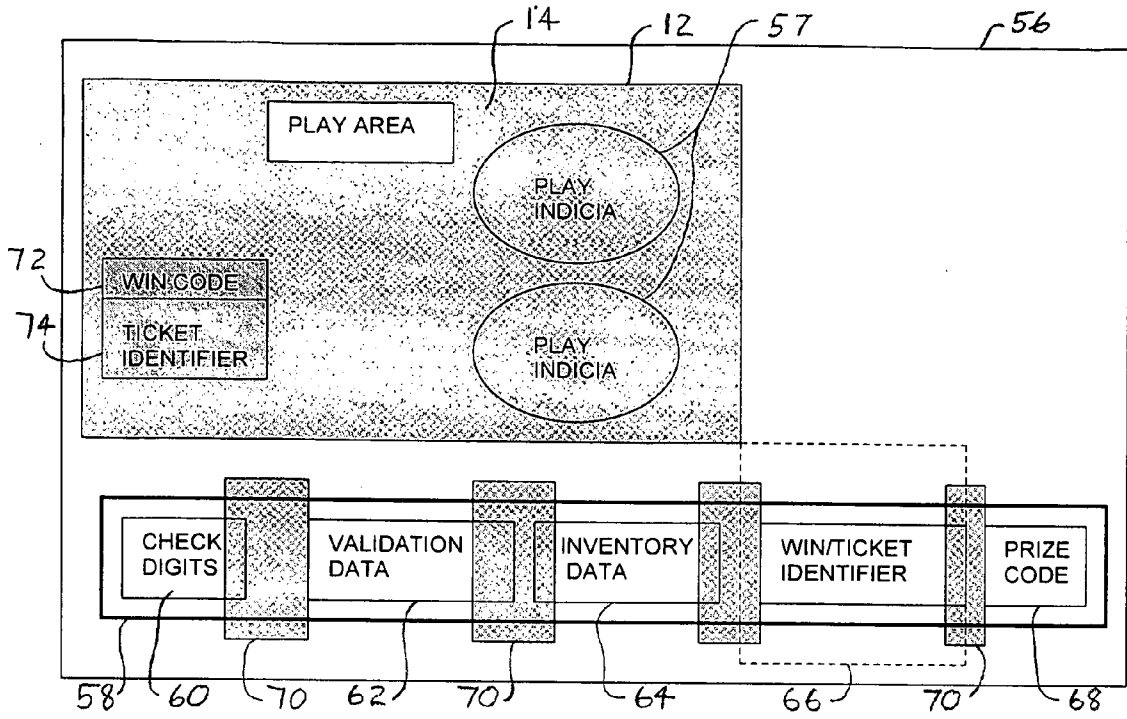 14 12 57 56
PLAY AREA
PLAY
INDICIA
72
WIN CODE
74
TICKET
IDENTIFIER
PLAY
INDICIA
CHECK
DIGITS
VALIDATION
DATA
INVENTORY
DATA
WIN/TICKET
IDENTIFIER
PRIZE
CODE
58 60 70 62 70 64 66 70 68